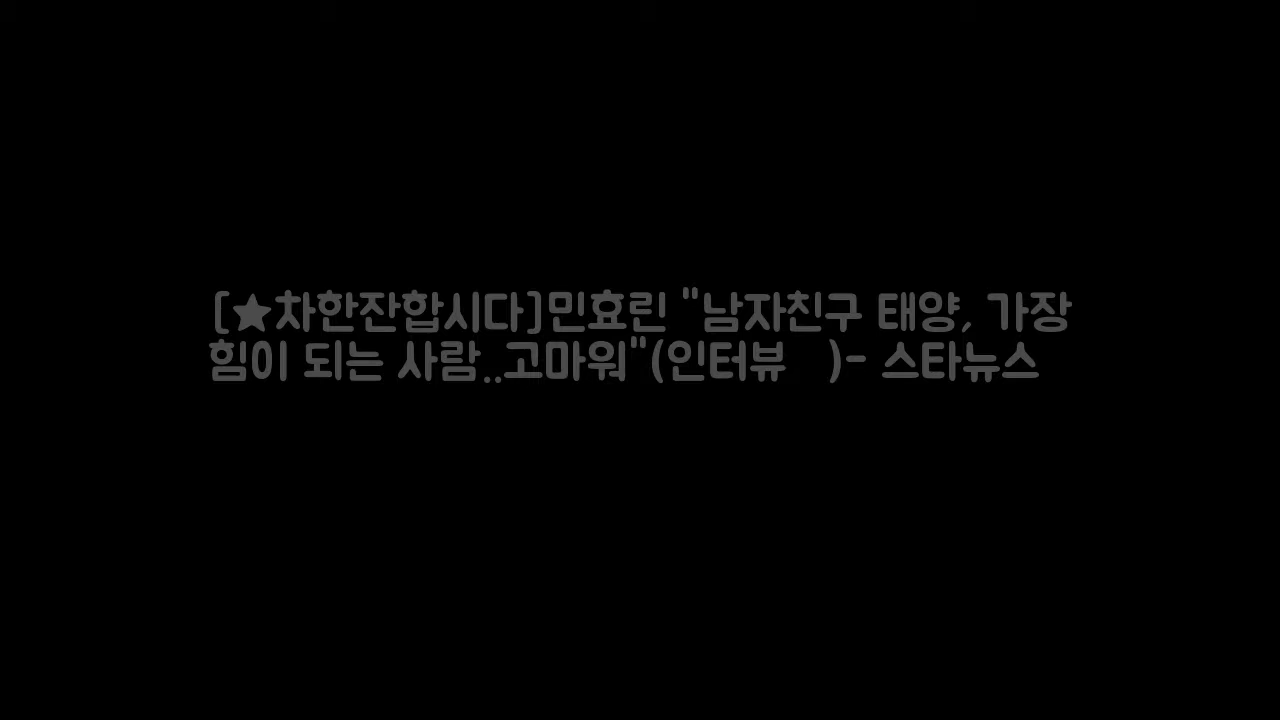 [★차한잔합시다]민효린 "남자친구 태양, 가장
힘이 되는 사람..고마워"(인터뷰 )- 스타뉴스